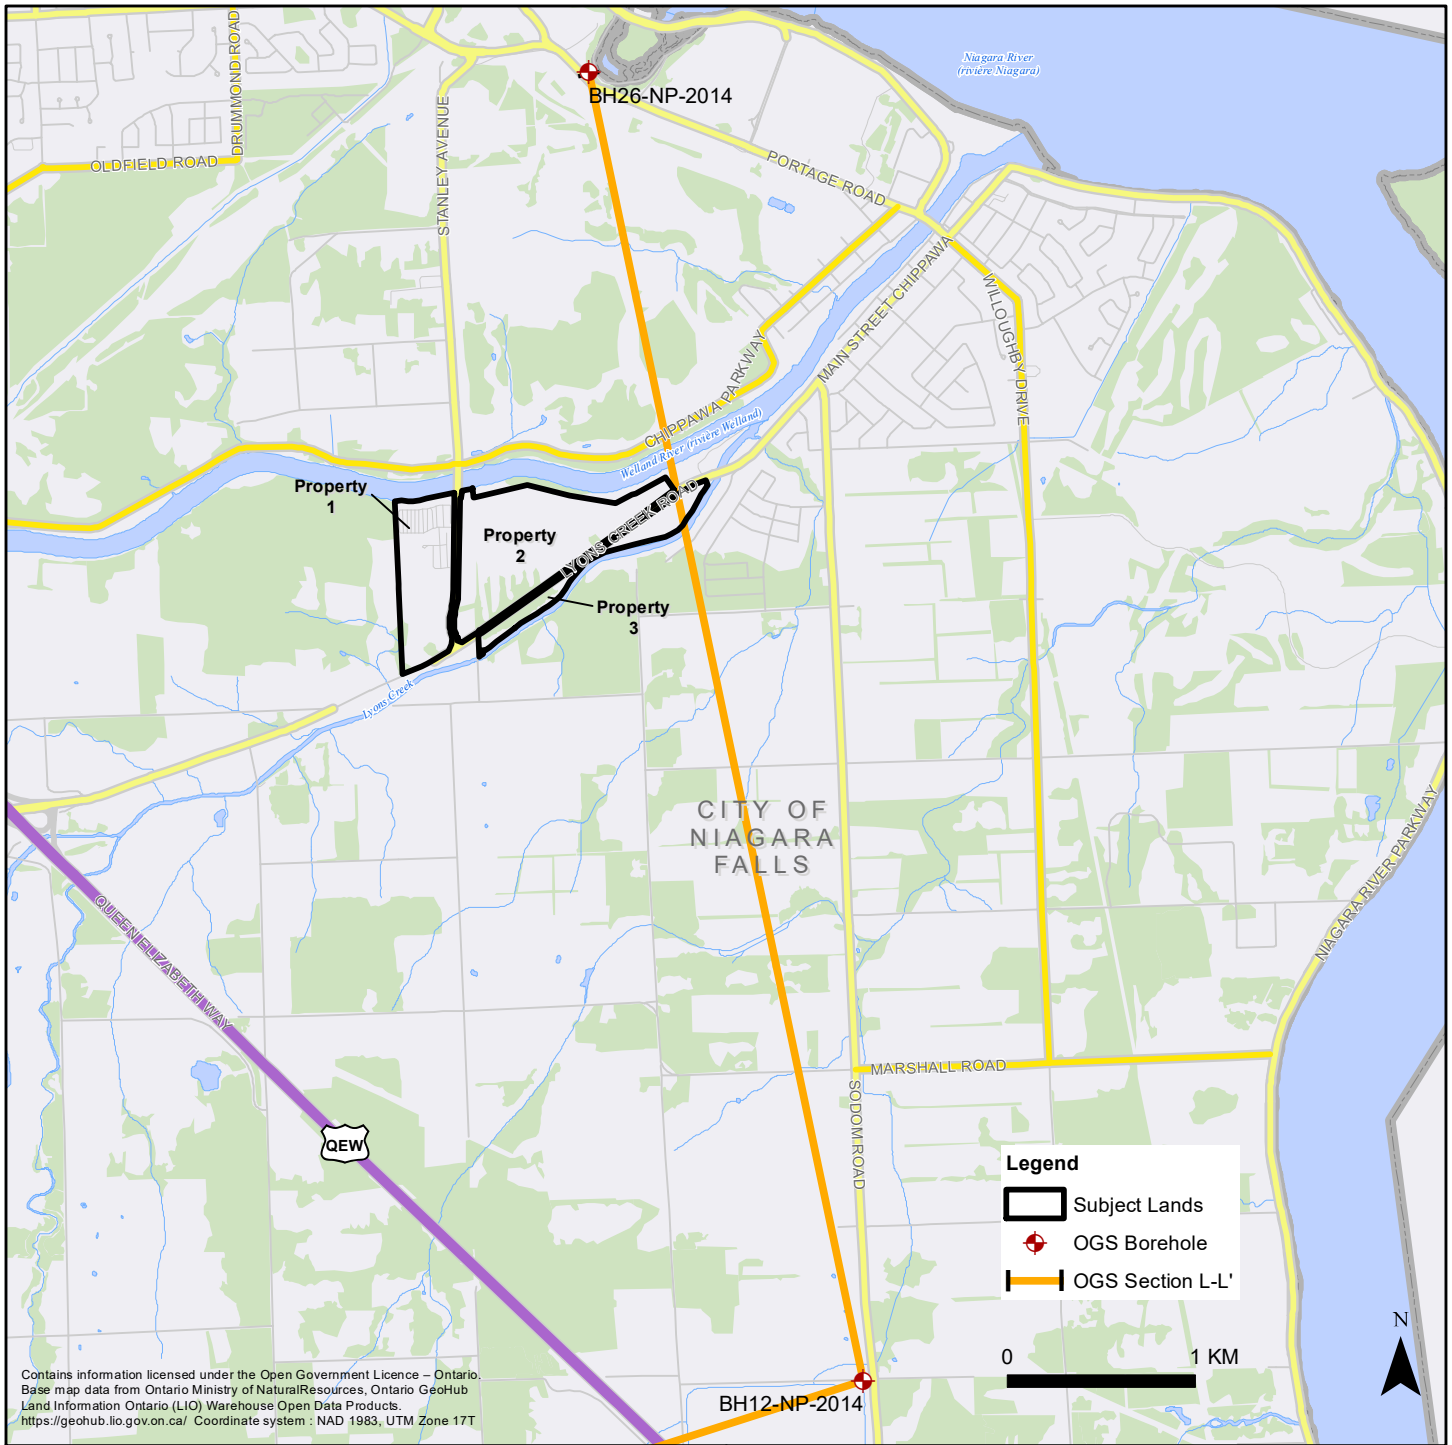 Niagara River
(rivière Niagara)
BH26-NP-2014
DRUMMOND ROAD
OLDFIELD ROAD
STANLEY AVENUE
PORTAGE ROAD
MAIN STREET CHIPPAWA
WILLOUGHBY DRIVE
CHIPPAWA PARKWAY
Welland River (rivière Welland)
Property
1
Property
2
LYONS CREEK ROAD
Property
3
Lyons Creek
CITY OF
NIAGARA
FALLS
QUEEN ELIZABETH WAY
NIAGARA RIVER PARKWAY
MARSHALL ROAD
SODOM ROAD
QEW
Legend
Subject Lands
OGS Borehole
OGS Section L-L'
N
0 1 KM
BH12-NP-2014
Contains information licensed under the Open Government Licence – Ontario.
Base map data from Ontario Ministry of NaturalResources, Ontario GeoHub
Land Information Ontario (LIO) Warehouse Open Data Products.
https://geohub.lio.gov.on.ca/ Coordinate system : NAD 1983, UTM Zone 17T